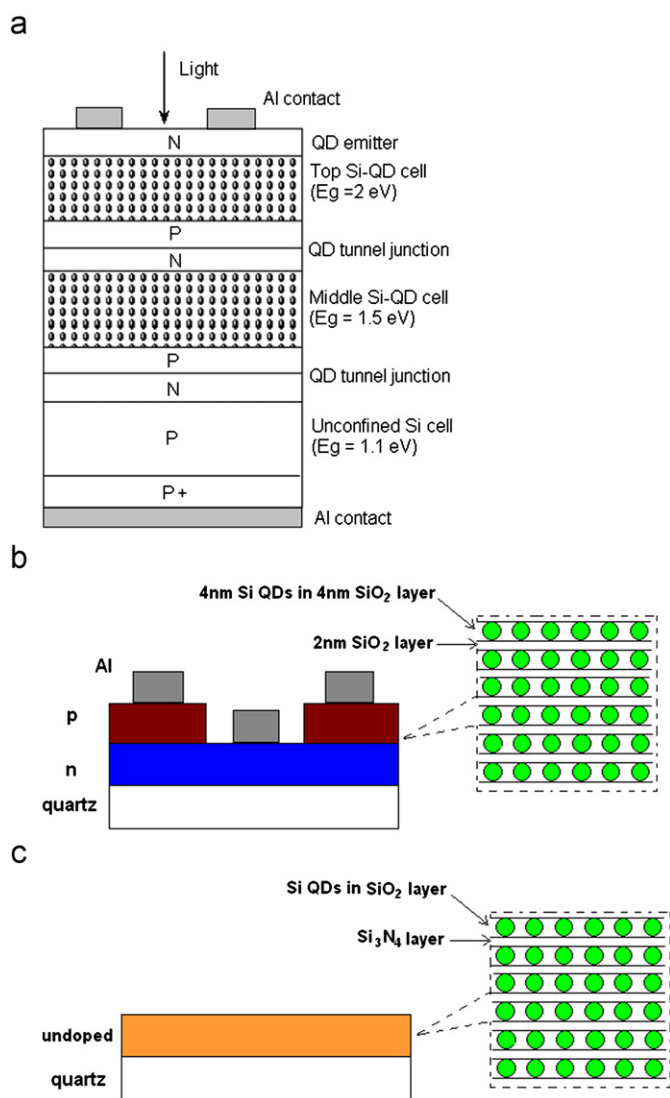 a
Light
Al contact
N
QD emitter
Top Si-QD cell
(Eg =2 eV)
P
QD tunnel junction
N
Middle Si-QD cell
(Eg = 1.5 eV)
P
QD tunnel junction
N
Unconfined Si cell
(Eg = 1.1 eV)
P
P+
Al contact
b
4nm Si QDs in 4nm SiO₂ layer
2nm SiO₂ layer
Al
p
n
quartz
c
Si QDs in SiO₂ layer
Si₃N₄ layer
undoped
quartz